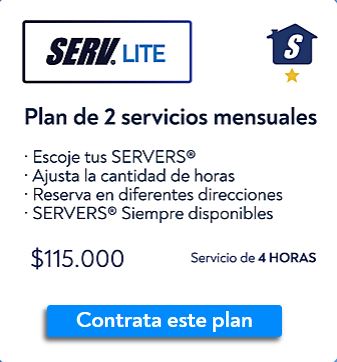 SERV. LITE
S
Plan de 2 servicios mensuales
· Escoje tus SERVERS®
· Ajusta la cantidad de horas
· Reserva en diferentes direcciones
· SERVERS® Siempre disponibles
$115.000 Servicio de 4 HORAS
Contrata este plan